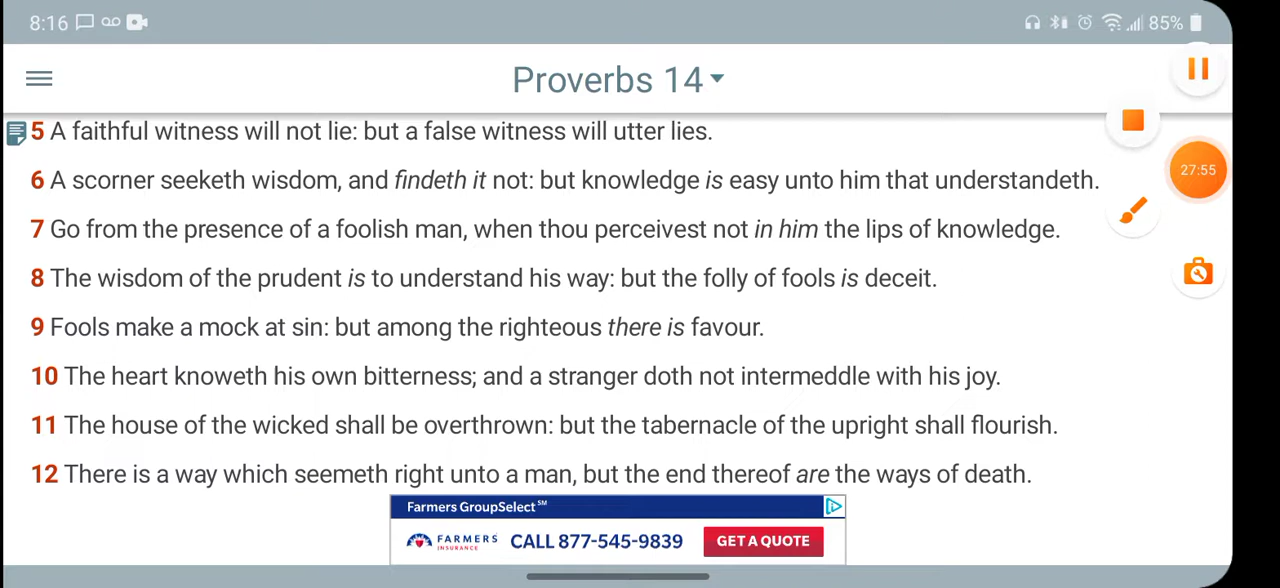 8:16
85%
Proverbs 14
5 A faithful witness will not lie: but a false witness will utter lies.
6 A scorner seeketh wisdom, and findeth it not: but knowledge is easy unto him that understandeth.
27:55
7 Go from the presence of a foolish man, when thou perceivest not in him the lips of knowledge.
8 The wisdom of the prudent is to understand his way: but the folly of fools is deceit.
9 Fools make a mock at sin: but among the righteous there is favour.
10 The heart knoweth his own bitterness; and a stranger doth not intermeddle with his joy.
11 The house of the wicked shall be overthrown: but the tabernacle of the upright shall flourish.
12 There is a way which seemeth right unto a man, but the end thereof are the ways of death.
Farmers GroupSelect℠
FARMERS
INSURANCE
CALL 877-545-9839
GET A QUOTE